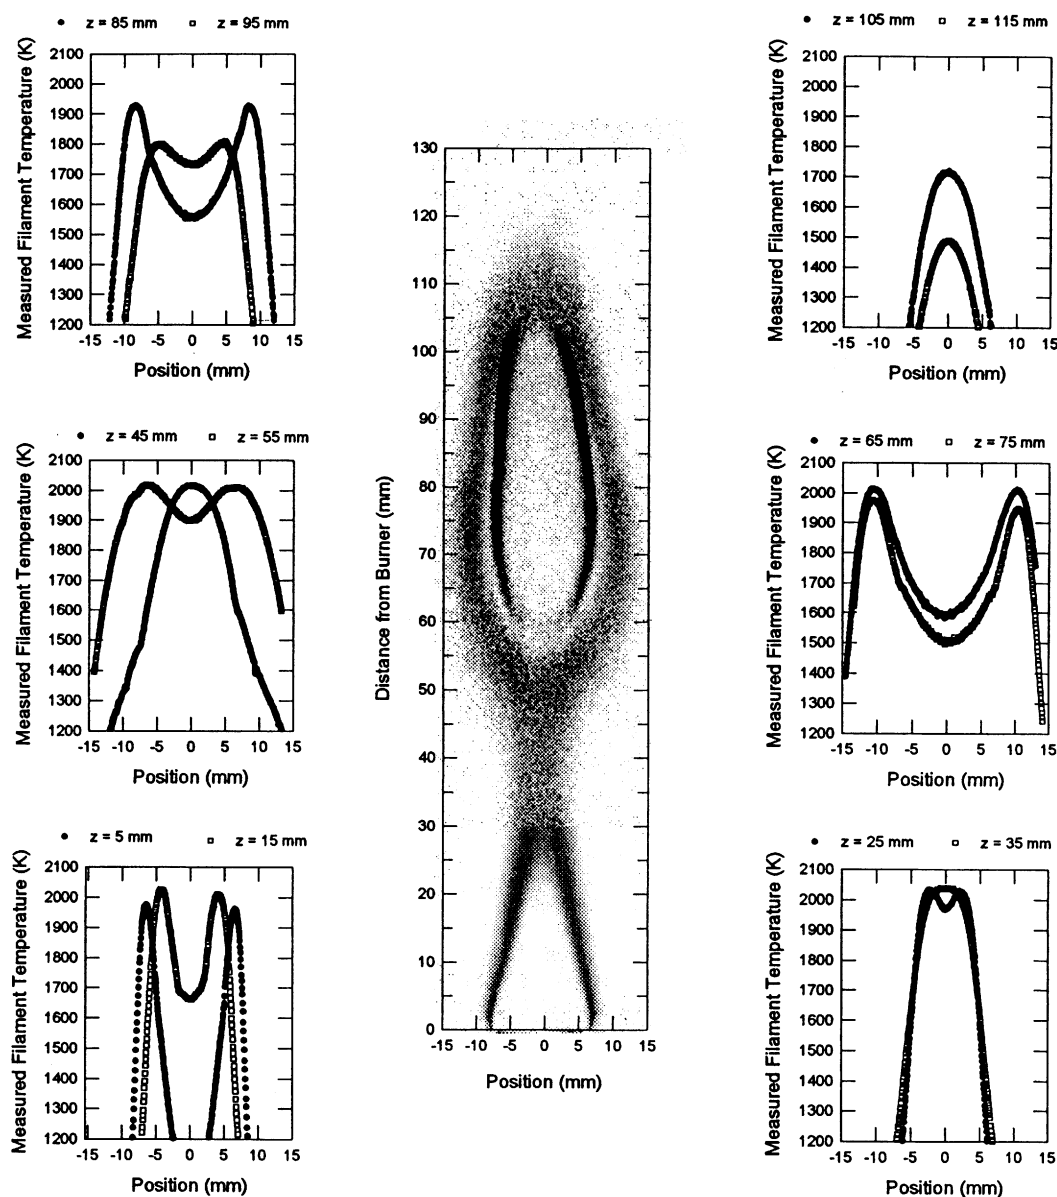 z = 85 mm z = 95 mm
Measured Filament Temperature (K)
2100
2000
1900
1800
1700
1600
1500
1400
1300
1200
-15 -10 -5 0 5 10 15
Position (mm)
z = 45 mm z = 55 mm
Measured Filament Temperature (K)
2100
2000
1900
1800
1700
1600
1500
1400
1300
1200
-15 -10 -5 0 5 10 15
Position (mm)
z = 5 mm z = 15 mm
Measured Filament Temperature (K)
2100
2000
1900
1800
1700
1600
1500
1400
1300
1200
-15 -10 -5 0 5 10 15
Position (mm)
Distance from Burner (mm)
130
120
110
100
90
80
70
60
50
40
30
20
10
0
-15 -10 -5 0 5 10 15
Position (mm)
z = 105 mm z = 115 mm
Measured Filament Temperature (K)
2100
2000
1900
1800
1700
1600
1500
1400
1300
1200
-15 -10 -5 0 5 10 15
Position (mm)
z = 65 mm z = 75 mm
Measured Filament Temperature (K)
2100
2000
1900
1800
1700
1600
1500
1400
1300
1200
-15 -10 -5 0 5 10 15
Position (mm)
z = 25 mm z = 35 mm
Measured Filament Temperature (K)
2100
2000
1900
1800
1700
1600
1500
1400
1300
1200
-15 -10 -5 0 5 10 15
Position (mm)